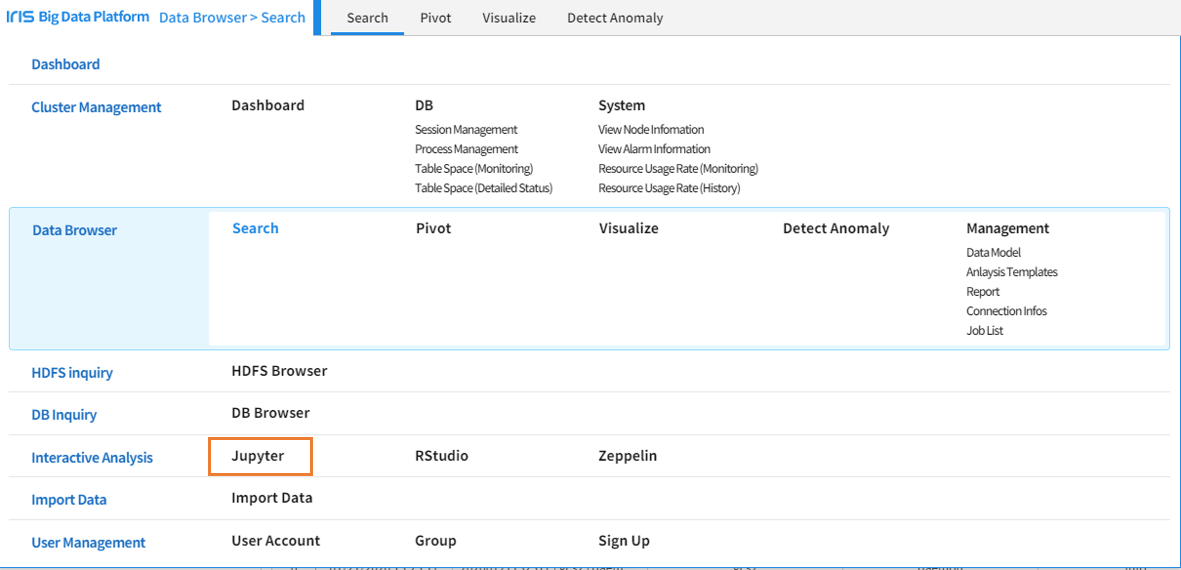 IRIS Big Data Platform Data Browser > Search Search Pivot Visualize Detect Anomaly
Dashboard
Cluster Management Dashboard DB System
Session Management View Node Infomation
Process Management View Alarm Information
Table Space (Monitoring) Resource Usage Rate (Monitoring)
Table Space (Detailed Status) Resource Usage Rate (History)
Data Browser Search Pivot Visualize Detect Anomaly Management
Data Model
Anlaysis Templates
Report
Connection Infos
Job List
HDFS inquiry HDFS Browser
DB Inquiry DB Browser
Interactive Analysis Jupyter RStudio Zeppelin
Import Data Import Data
User Management User Account Group Sign Up